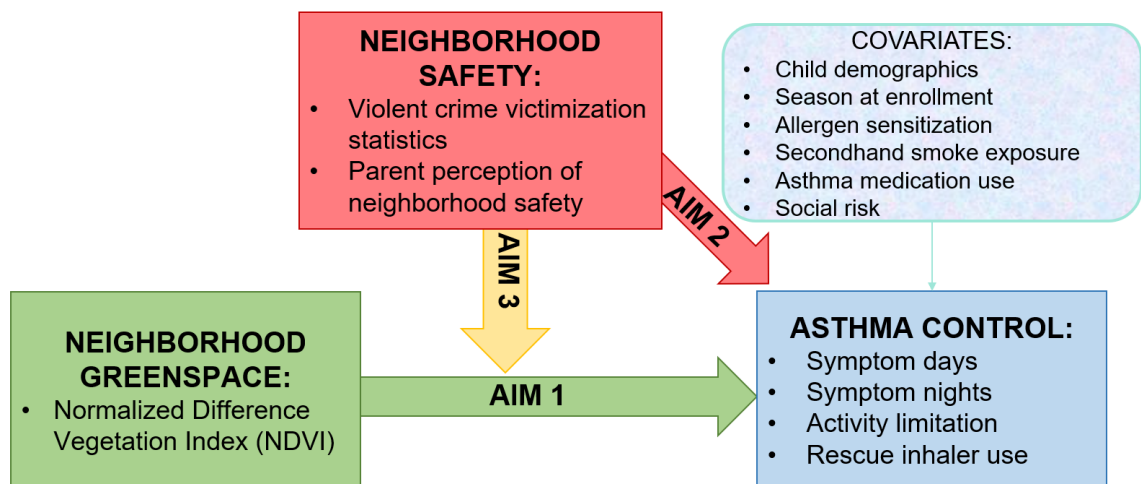 NEIGHBORHOOD
SAFETY:
• Violent crime victimization
statistics
• Parent perception of
neighborhood safety
COVARIATES:
• Child demographics
• Season at enrollment
• Allergen sensitization
• Secondhand smoke exposure
• Asthma medication use
• Social risk
AIM 2
AIM 3
NEIGHBORHOOD
GREENSPACE:
• Normalized Difference
Vegetation Index (NDVI)
AIM 1
ASTHMA CONTROL:
• Symptom days
• Symptom nights
• Activity limitation
• Rescue inhaler use